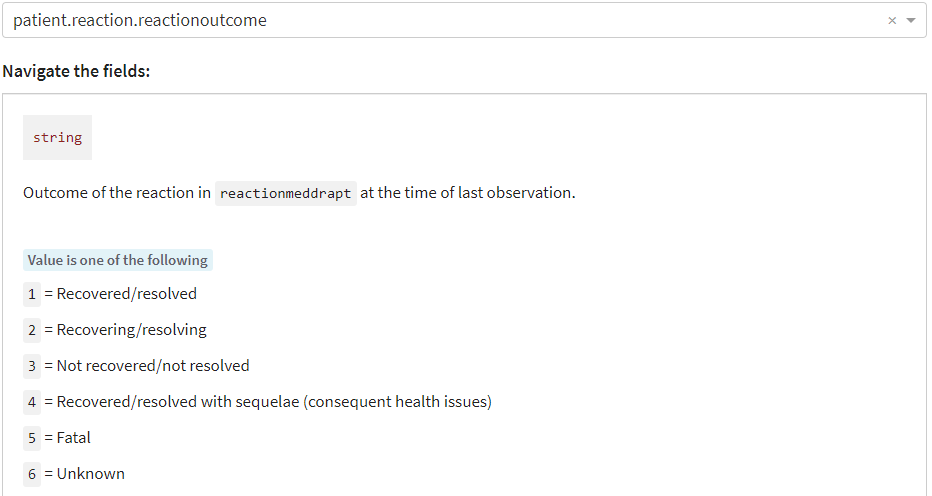 patient.reaction.reactionoutcome
Navigate the fields:
string
Outcome of the reaction in reactionmeddrapt at the time of last observation.
Value is one of the following
1 = Recovered/resolved
2 = Recovering/resolving
3 = Not recovered/not resolved
4 = Recovered/resolved with sequelae (consequent health issues)
5 = Fatal
6 = Unknown